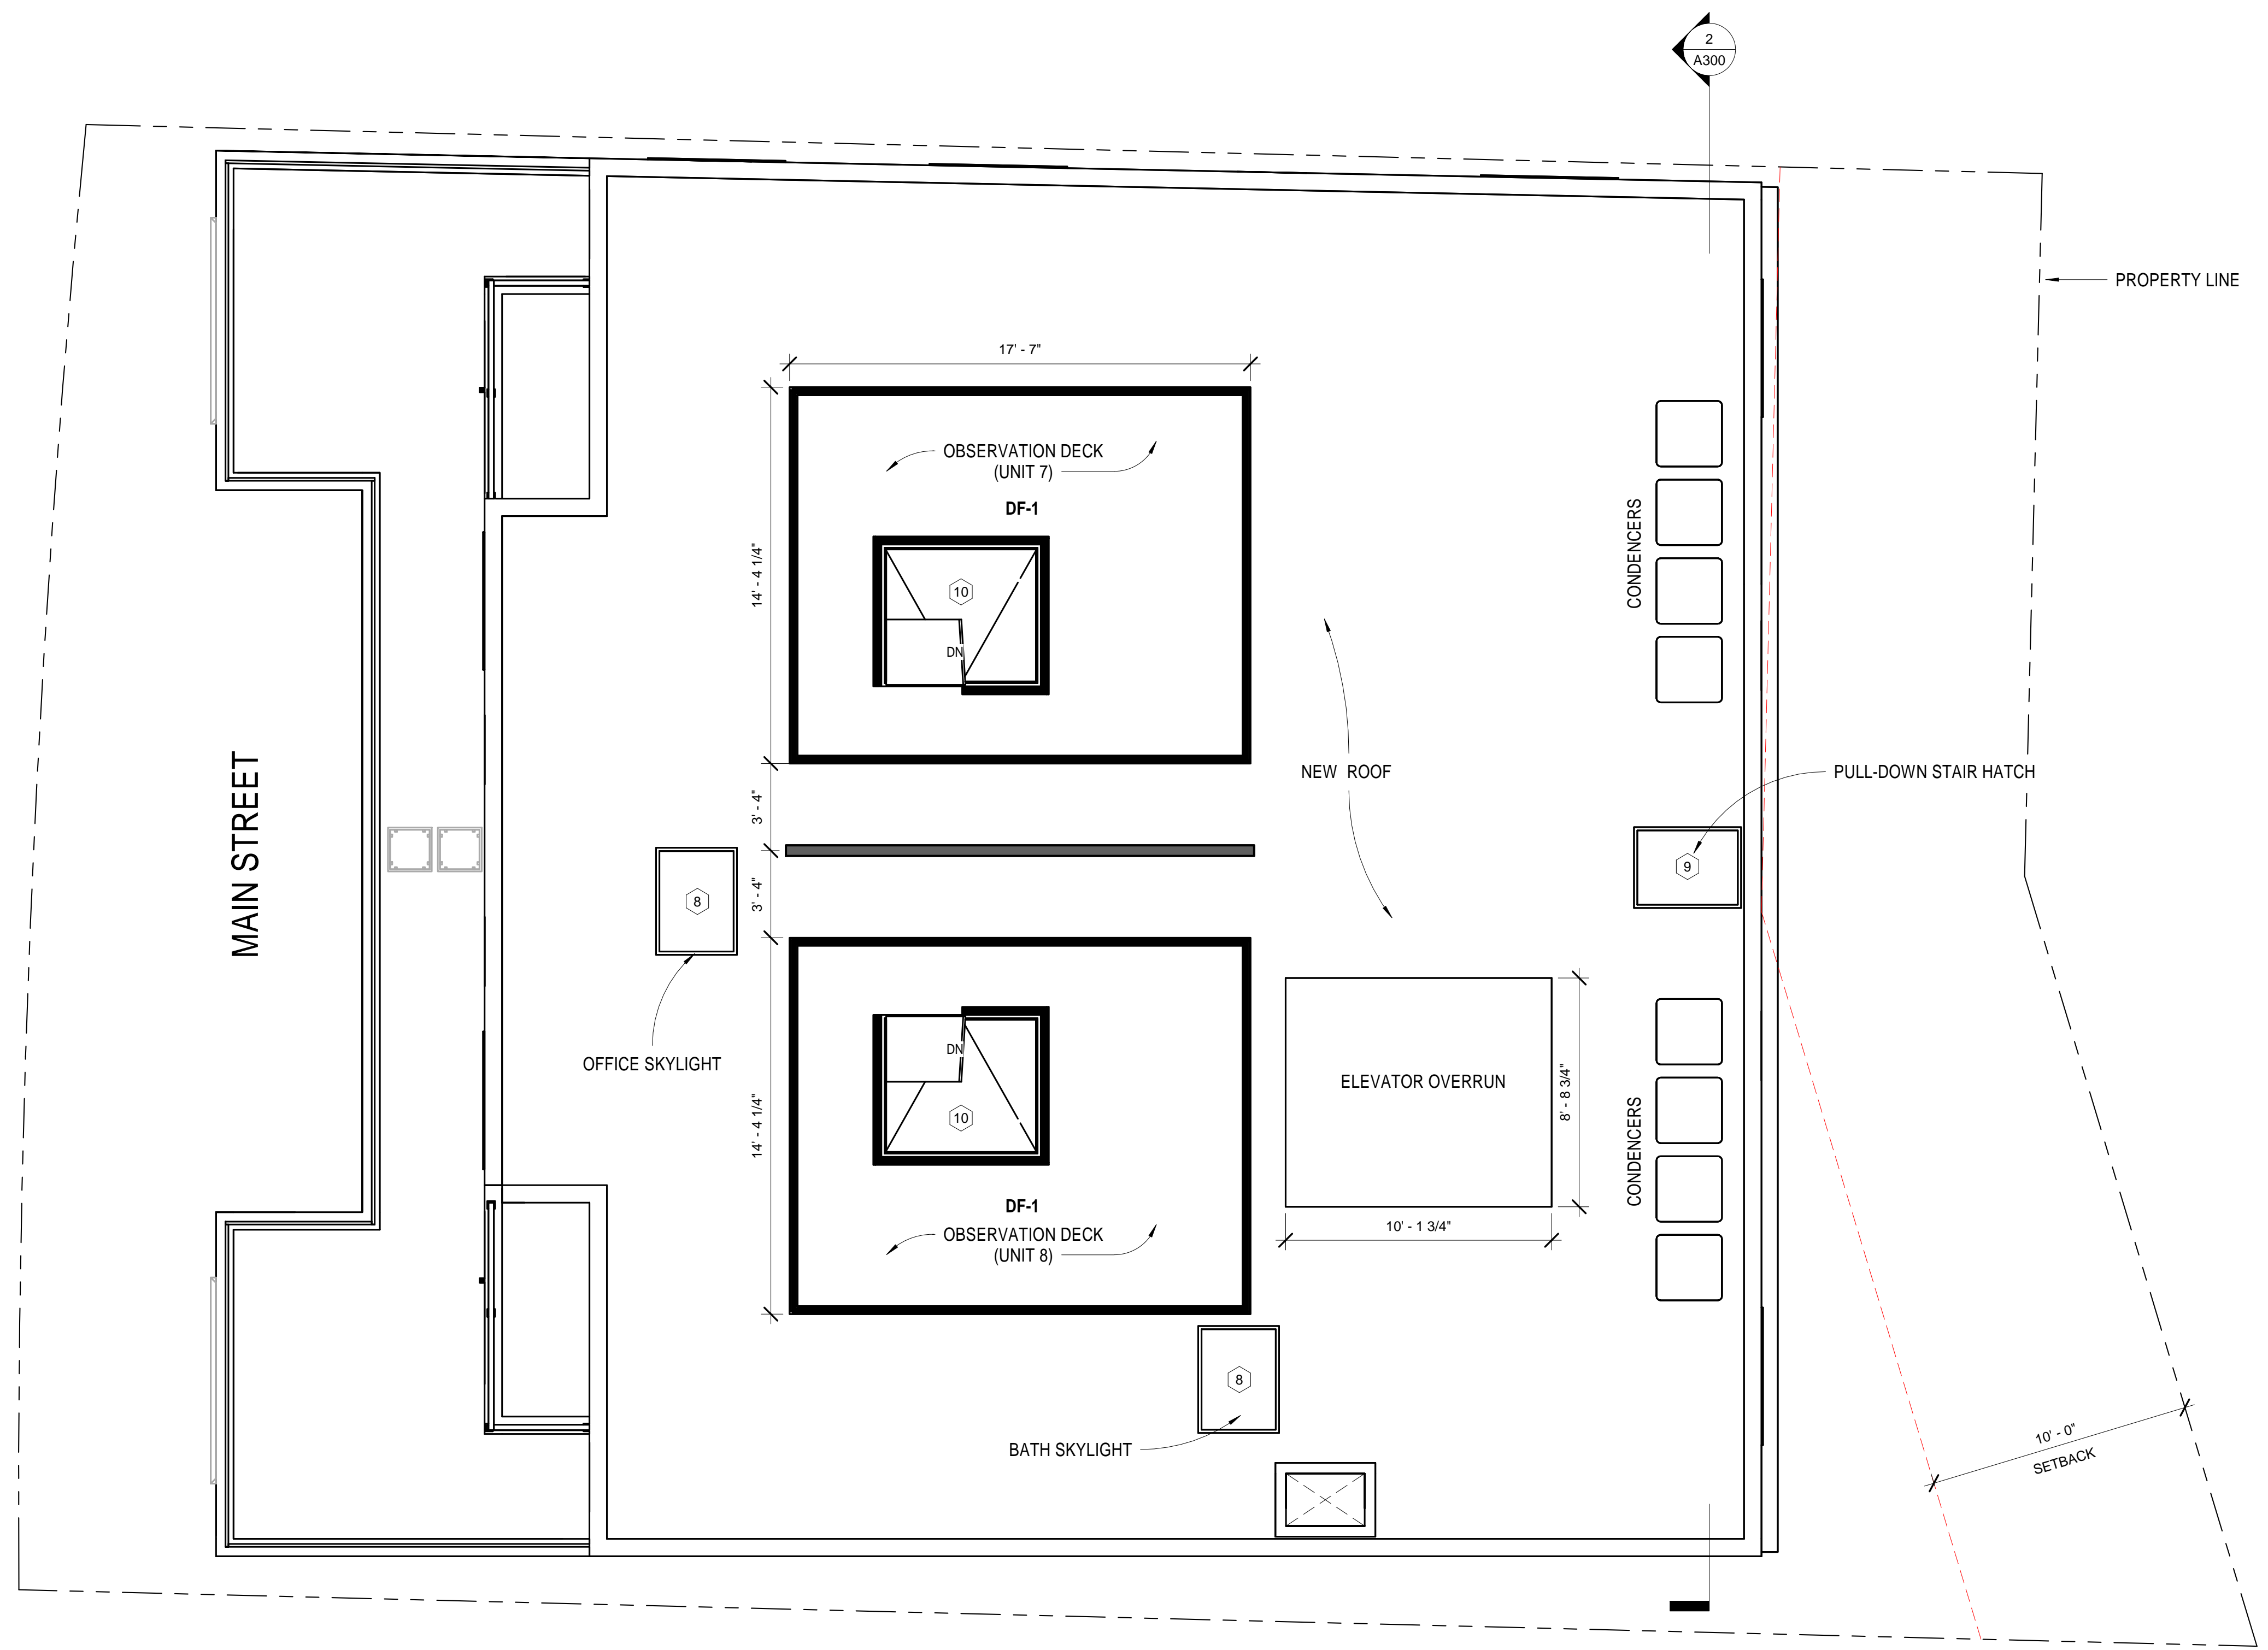 2
A300
PROPERTY LINE
17' - 7"
OBSERVATION DECK
(UNIT 7)
DF-1
14' - 4 1/4"
10
DN
CONDENCERS
MAIN STREET
3' - 4"
NEW ROOF
PULL-DOWN STAIR HATCH
9
8
3' - 4"
OFFICE SKYLIGHT
DN
10
14' - 4 1/4"
ELEVATOR OVERRUN
8' - 8 3/4"
CONDENCERS
DF-1
OBSERVATION DECK
(UNIT 8)
10' - 1 3/4"
8
BATH SKYLIGHT
10' - 0"
SETBACK